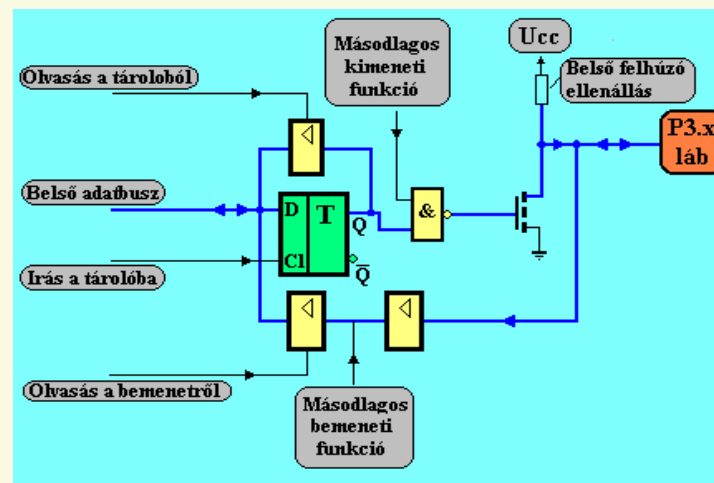 Olvasás a tárolóból
Másodlagos
kimeneti
funkció
Ucc
Belső felhúzó
ellenállás
P3.x
láb
Belső adatbusz
D
T
Q
&
Cl
Q̅
Irás a tárolóba
Olvasás a bemenetről
Másodlagos
bemeneti
funkció